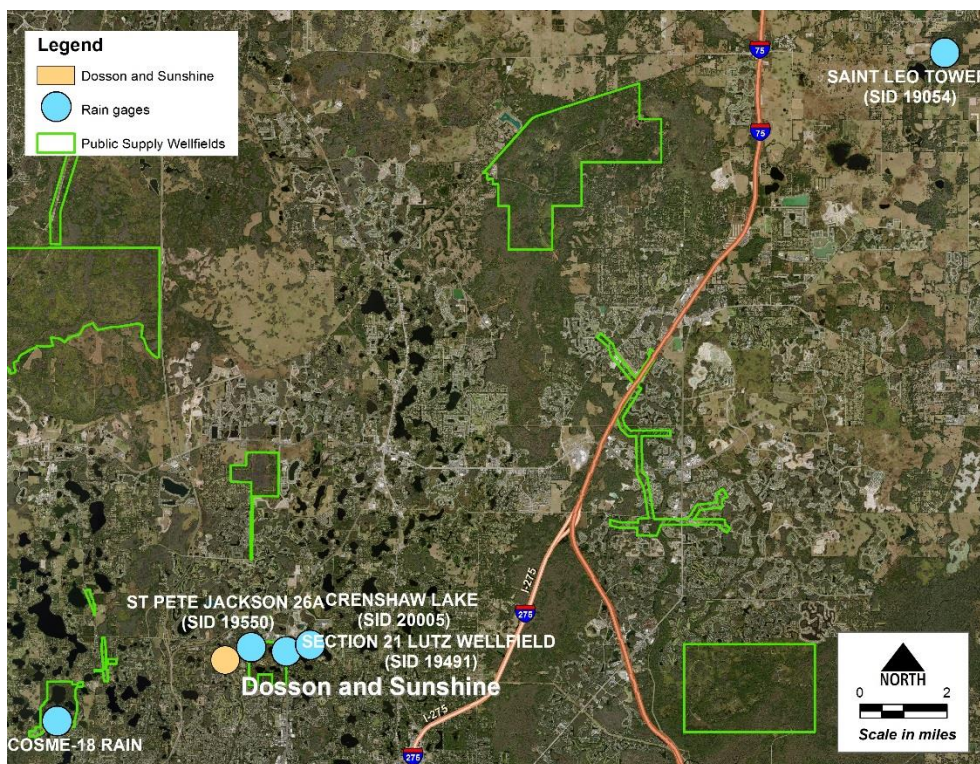 Legend
Dosson and Sunshine
Rain gages
Public Supply Wellfields
75
SAINT LEO TOWER
(SID 19054)
75
I-275
ST PETE JACKSON 26A
(SID 19550)
CRENSHAW LAKE
(SID 20005)
275
SECTION 21 LUTZ WELLFIELD
(SID 19491)
Dosson and Sunshine
COSME-18 RAIN
I-275
275
NORTH
0 2
Scale in miles